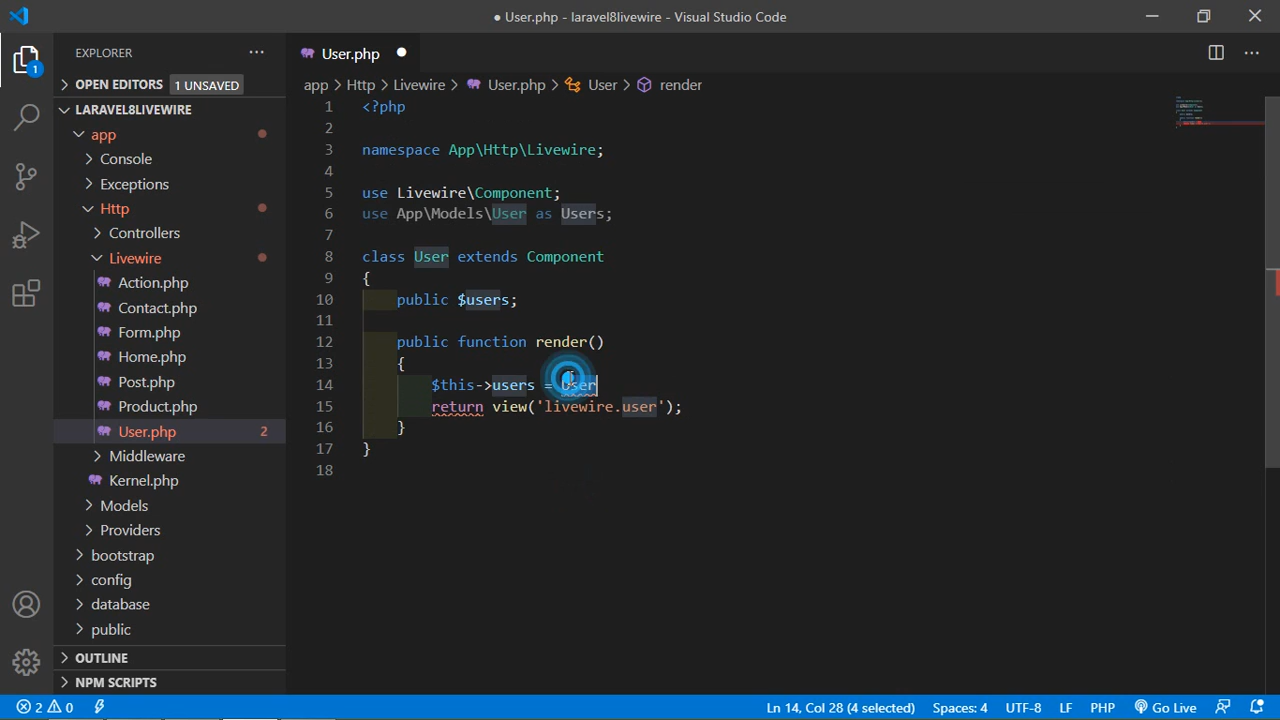 ● User.php - laravel8livewire - Visual Studio Code
EXPLORER
OPEN EDITORS 1 UNSAVED
LARAVEL8LIVEWIRE
app
Console
Exceptions
Http
Controllers
Livewire
Action.php
Contact.php
Form.php
Home.php
Post.php
Product.php
User.php 2
Middleware
Kernel.php
Models
Providers
bootstrap
config
database
public
OUTLINE
NPM SCRIPTS
1
User.php ●
app > Http > Livewire > User.php > User > render
1 <?php
2
3 namespace App\Http\Livewire;
4
5 use Livewire\Component;
6 use App\Models\User as Users;
7
8 class User extends Component
9 {
10 public $users;
11
12 public function render()
13 {
14 $this->users = User
15 return view('livewire.user');
16 }
17 }
18
2 0 Ln 14, Col 28 (4 selected) Spaces: 4 UTF-8 LF PHP Go Live